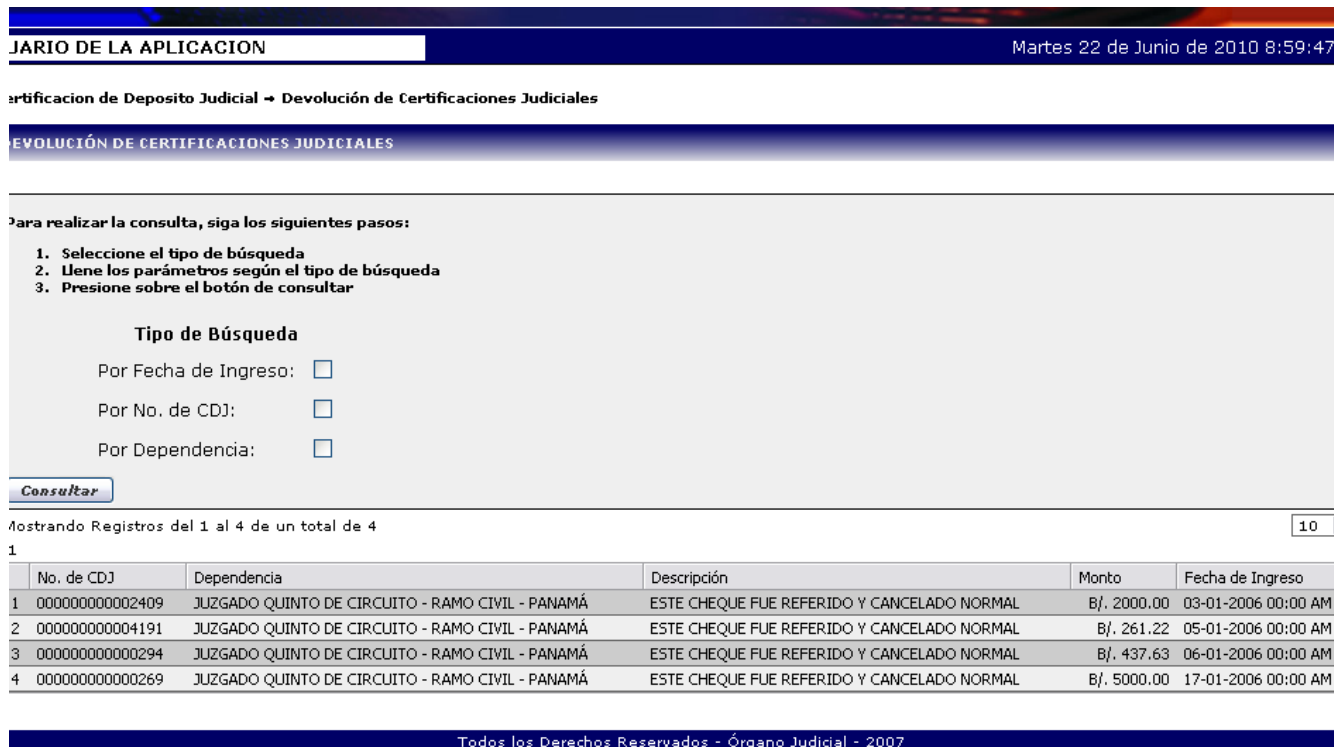 UARIO DE LA APLICACION
Martes 22 de Junio de 2010 8:59:47
ertificacion de Deposito Judicial → Devolución de Certificaciones Judiciales
DEVOLUCIÓN DE CERTIFICACIONES JUDICIALES
Para realizar la consulta, siga los siguientes pasos:
1. Seleccione el tipo de búsqueda
2. Llene los parámetros según el tipo de búsqueda
3. Presione sobre el botón de consultar
Tipo de Búsqueda
Por Fecha de Ingreso:
Por No. de CDJ:
Por Dependencia:
Consultar
Mostrando Registros del 1 al 4 de un total de 4
10
1
No. de CDJ Dependencia Descripción Monto Fecha de Ingreso
1 000000000002409 JUZGADO QUINTO DE CIRCUITO - RAMO CIVIL - PANAMÁ ESTE CHEQUE FUE REFERIDO Y CANCELADO NORMAL B/. 2000.00 03-01-2006 00:00 AM
2 000000000004191 JUZGADO QUINTO DE CIRCUITO - RAMO CIVIL - PANAMÁ ESTE CHEQUE FUE REFERIDO Y CANCELADO NORMAL B/. 261.22 05-01-2006 00:00 AM
3 000000000000294 JUZGADO QUINTO DE CIRCUITO - RAMO CIVIL - PANAMÁ ESTE CHEQUE FUE REFERIDO Y CANCELADO NORMAL B/. 437.63 06-01-2006 00:00 AM
4 000000000000269 JUZGADO QUINTO DE CIRCUITO - RAMO CIVIL - PANAMÁ ESTE CHEQUE FUE REFERIDO Y CANCELADO NORMAL B/. 5000.00 17-01-2006 00:00 AM
Todos los Derechos Reservados - Órgano Judicial - 2007